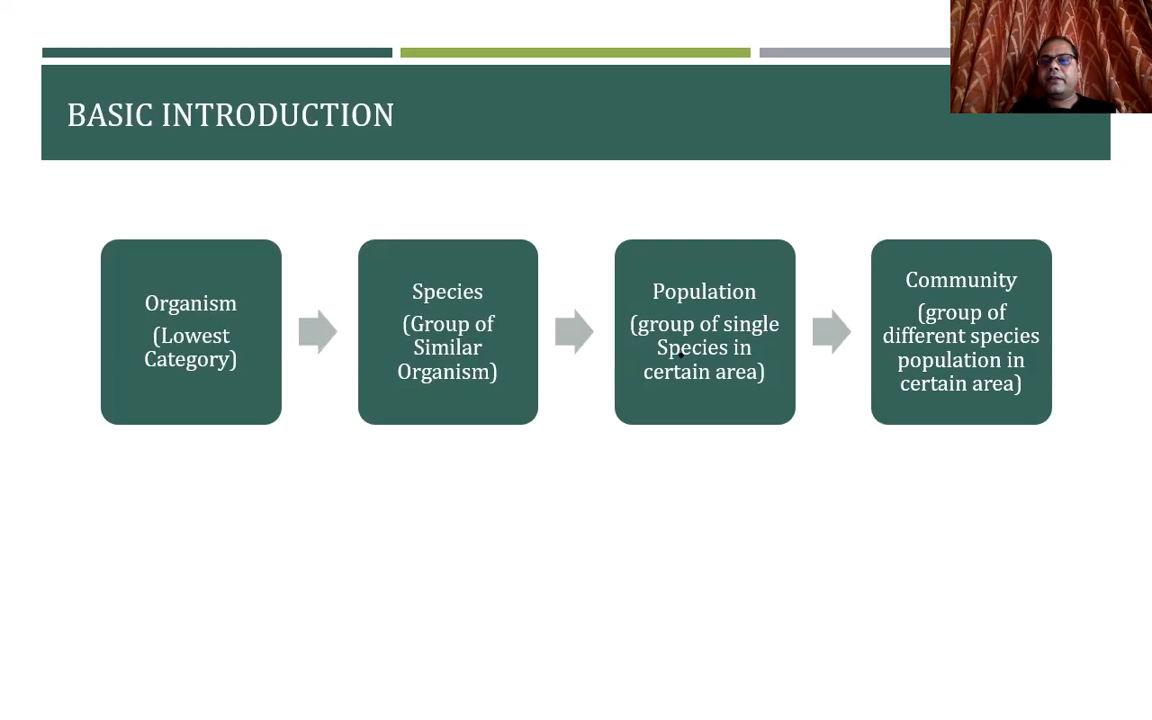 BASIC INTRODUCTION
Organism
(Lowest
Category)
Species
(Group of
Similar
Organism)
Population
(group of single
Species in
certain area)
Community
(group of
different species
population in
certain area)